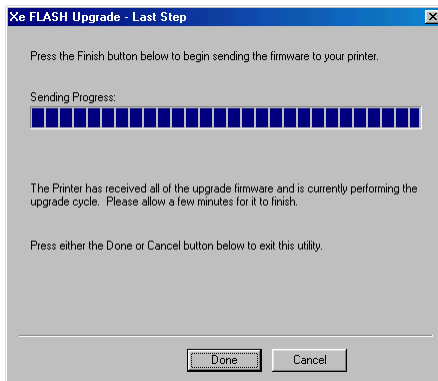 Xe FLASH Upgrade - Last Step
Press the Finish button below to begin sending the firmware to your printer.
Sending Progress:
The Printer has received all of the upgrade firmware and is currently performing the
upgrade cycle. Please allow a few minutes for it to finish.
Press either the Done or Cancel button below to exit this utility.
Done
Cancel